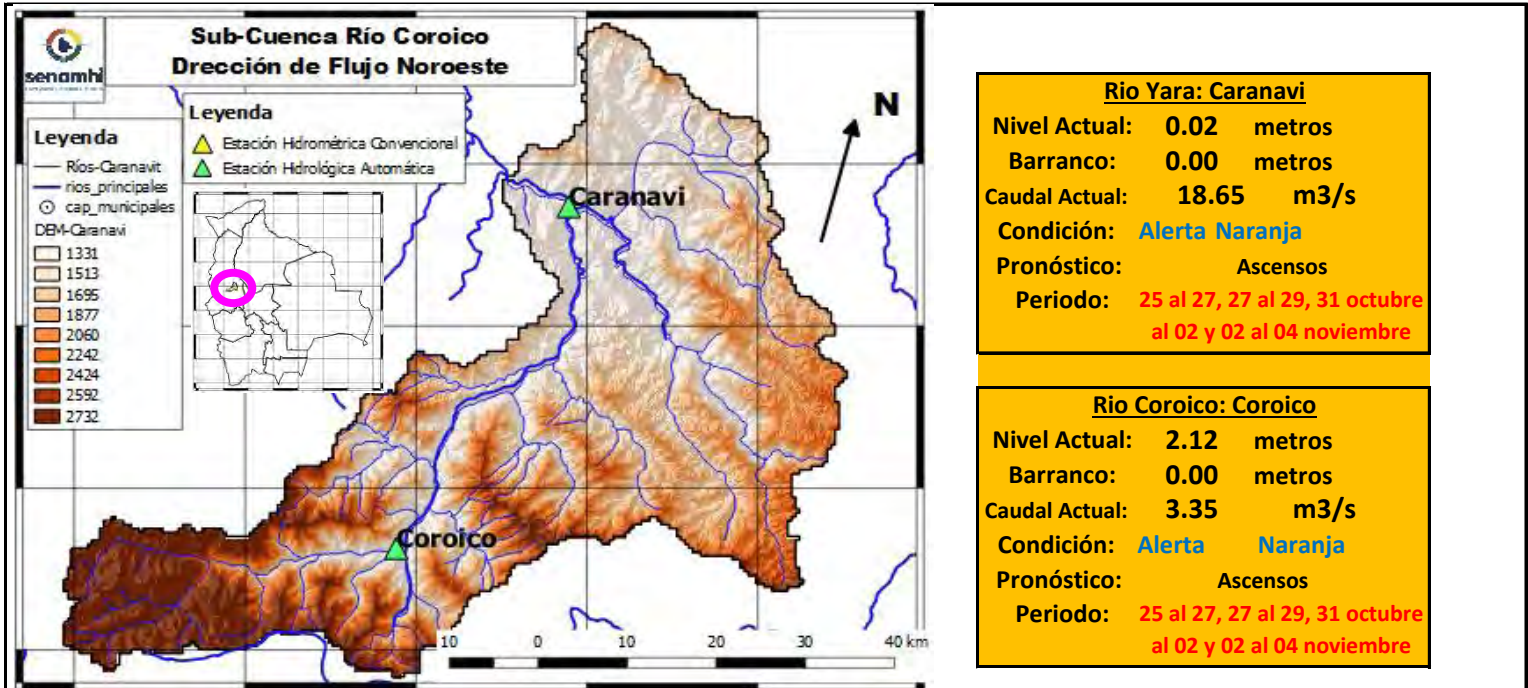 senamhi
Sub-Cuenca Río Coroico
Drección de Flujo Noroeste
Leyenda
Ríos-Caranavit
rios_principales
cap_municipales
DEM-Caranavi
1331
1513
1695
1877
2060
2242
2424
2592
2732
Leyenda
Estación Hidrométrica Convencional
Estación Hidrológica Automática
N
Caranavi
Coroico
10 0 10 20 30 40 km
Rio Yara: Caranavi
Nivel Actual: 0.02 metros
Barranco: 0.00 metros
Caudal Actual: 18.65 m3/s
Condición: Alerta Naranja
Pronóstico: Ascensos
Periodo: 25 al 27, 27 al 29, 31 octubre
al 02 y 02 al 04 noviembre
Rio Coroico: Coroico
Nivel Actual: 2.12 metros
Barranco: 0.00 metros
Caudal Actual: 3.35 m3/s
Condición: Alerta Naranja
Pronóstico: Ascensos
Periodo: 25 al 27, 27 al 29, 31 octubre
al 02 y 02 al 04 noviembre